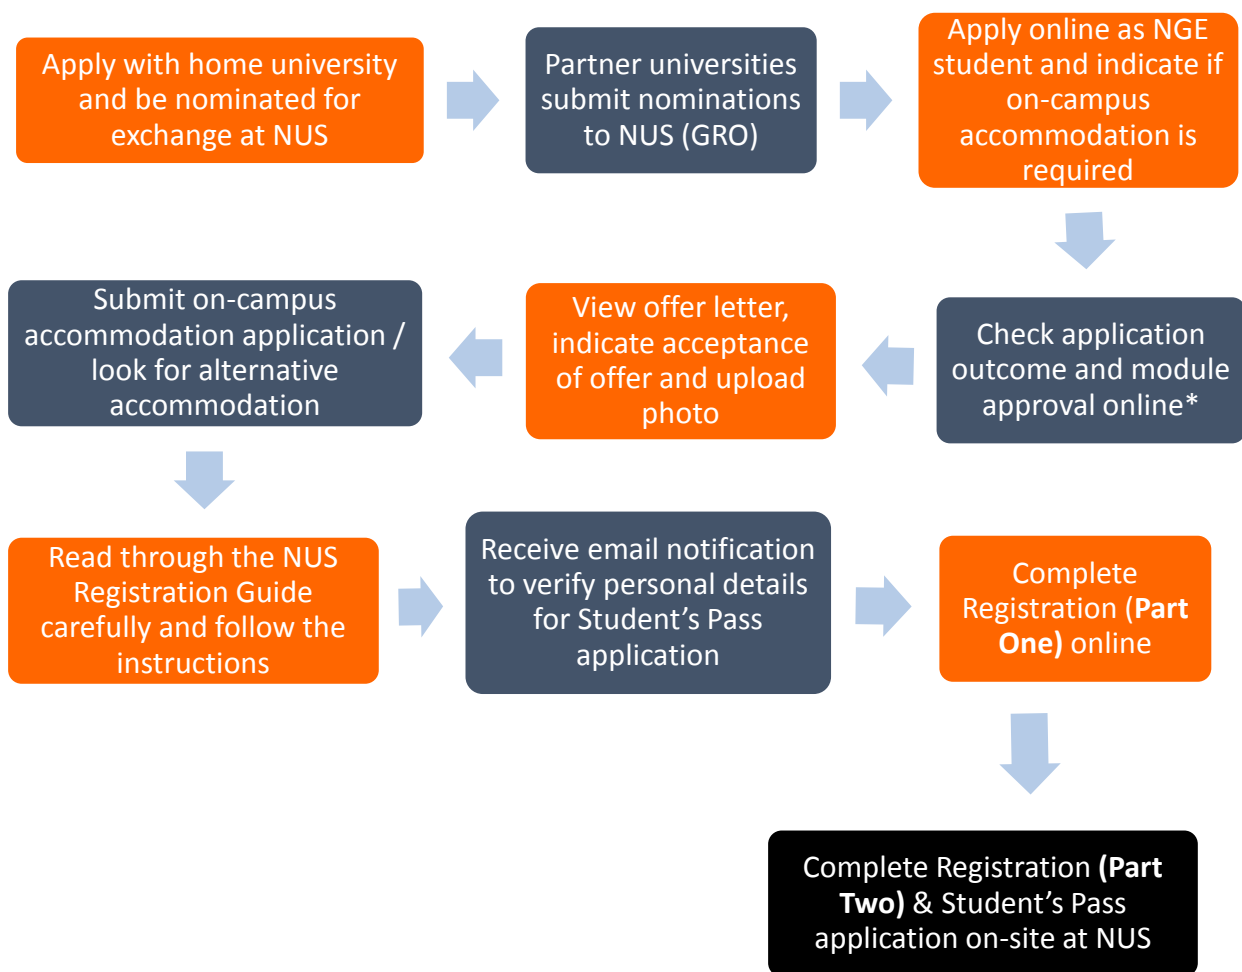 Apply with home university
and be nominated for
exchange at NUS
Partner universities
submit nominations
to NUS (GRO)
Apply online as NGE
student and indicate if
on-campus
accommodation is
required
Check application
outcome and module
approval online*
View offer letter,
indicate acceptance
of offer and upload
photo
Submit on-campus
accommodation application /
look for alternative
accommodation
Read through the NUS
Registration Guide
carefully and follow the
instructions
Receive email notification
to verify personal details
for Student’s Pass
application
Complete
Registration (Part
One) online
Complete Registration (Part
Two) & Student’s Pass
application on-site at NUS